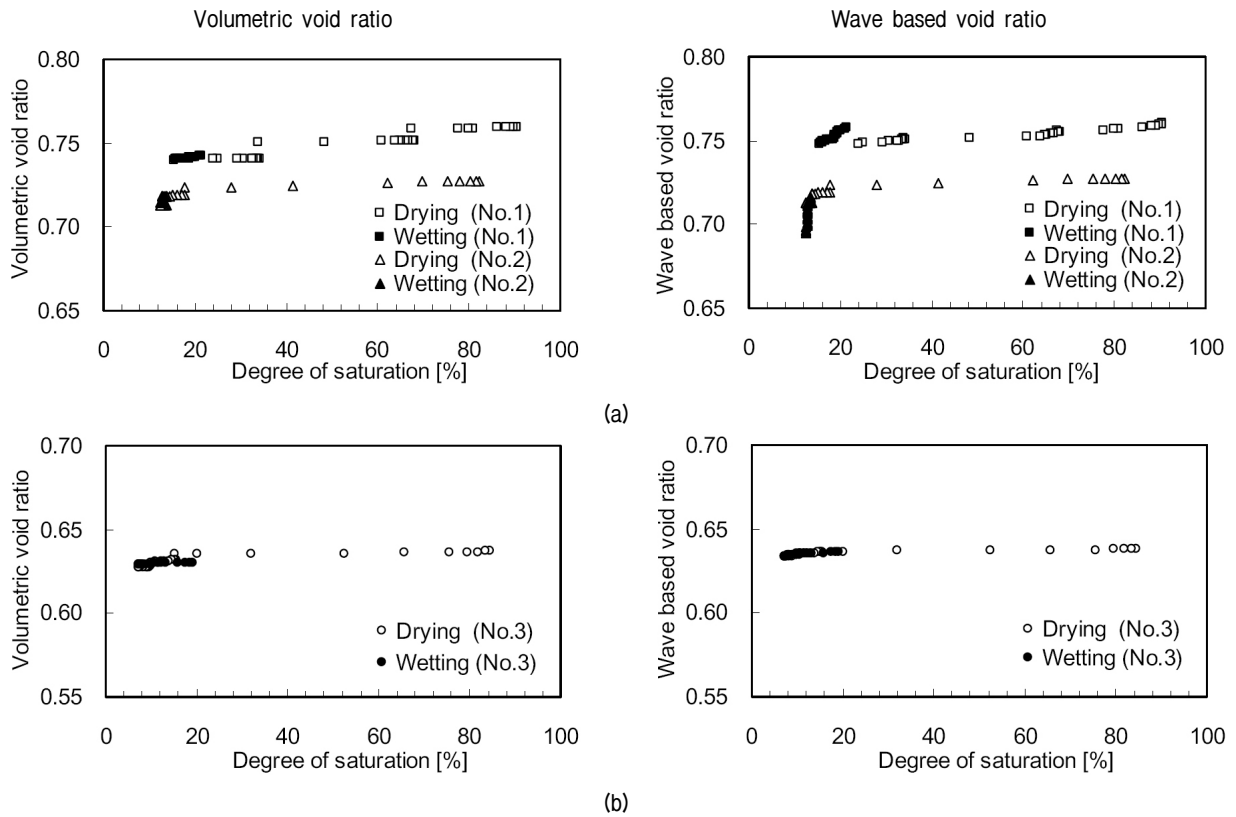 Volumetric void ratio
Wave based void ratio
Volumetric void ratio
0.80
0.75
0.70
0.65
0 20 40 60 80 100
Degree of saturation [%]
Drying (No.1)
Wetting (No.1)
Drying (No.2)
Wetting (No.2)
Wave based void ratio
0.80
0.75
0.70
0.65
0 20 40 60 80 100
Degree of saturation [%]
Drying (No.1)
Wetting (No.1)
Drying (No.2)
Wetting (No.2)
(a)
Volumetric void ratio
0.70
0.65
0.60
0.55
0 20 40 60 80 100
Degree of saturation [%]
Drying (No.3)
Wetting (No.3)
Wave based void ratio
0.70
0.65
0.60
0.55
0 20 40 60 80 100
Degree of saturation [%]
Drying (No.3)
Wetting (No.3)
(b)